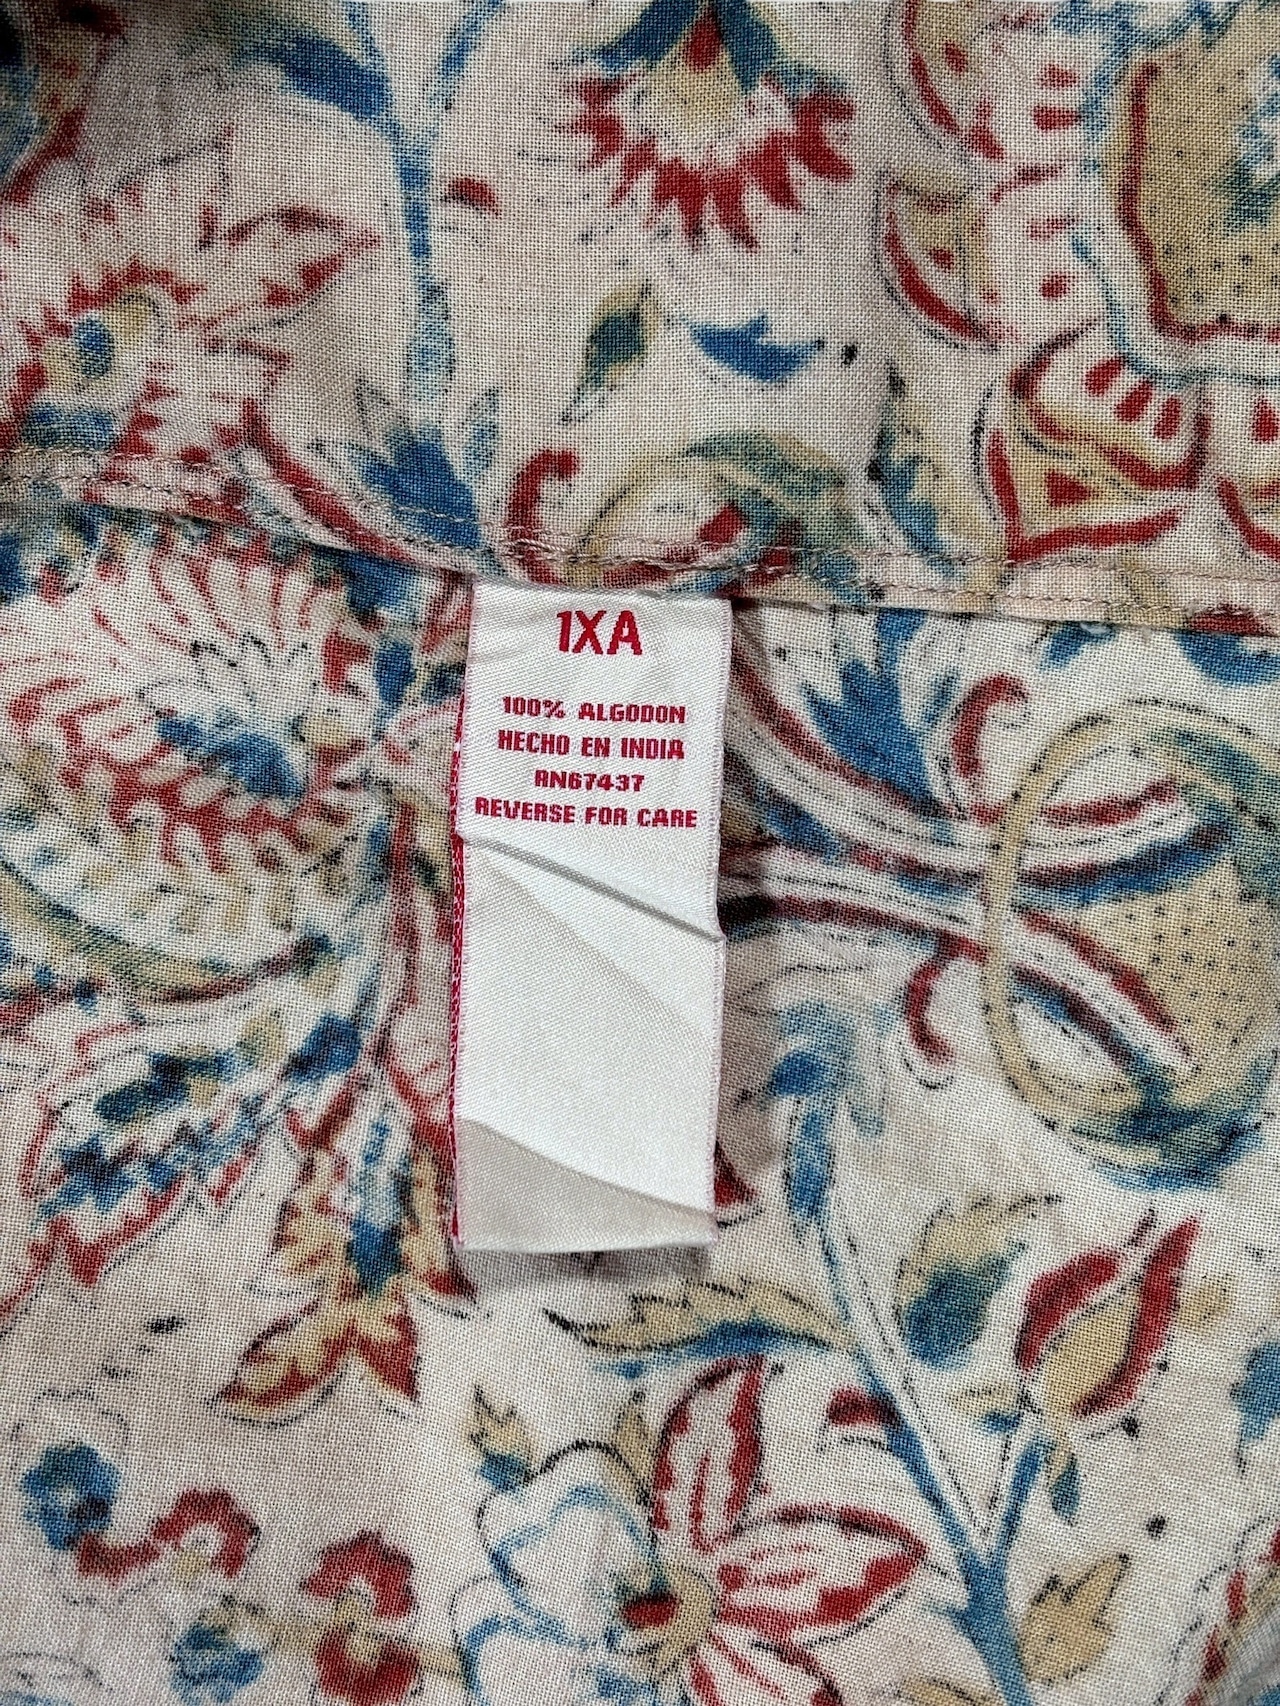 1XA
100% ALGODON
HECHO EN INDIA
RN67437
REVERSE FOR CARE